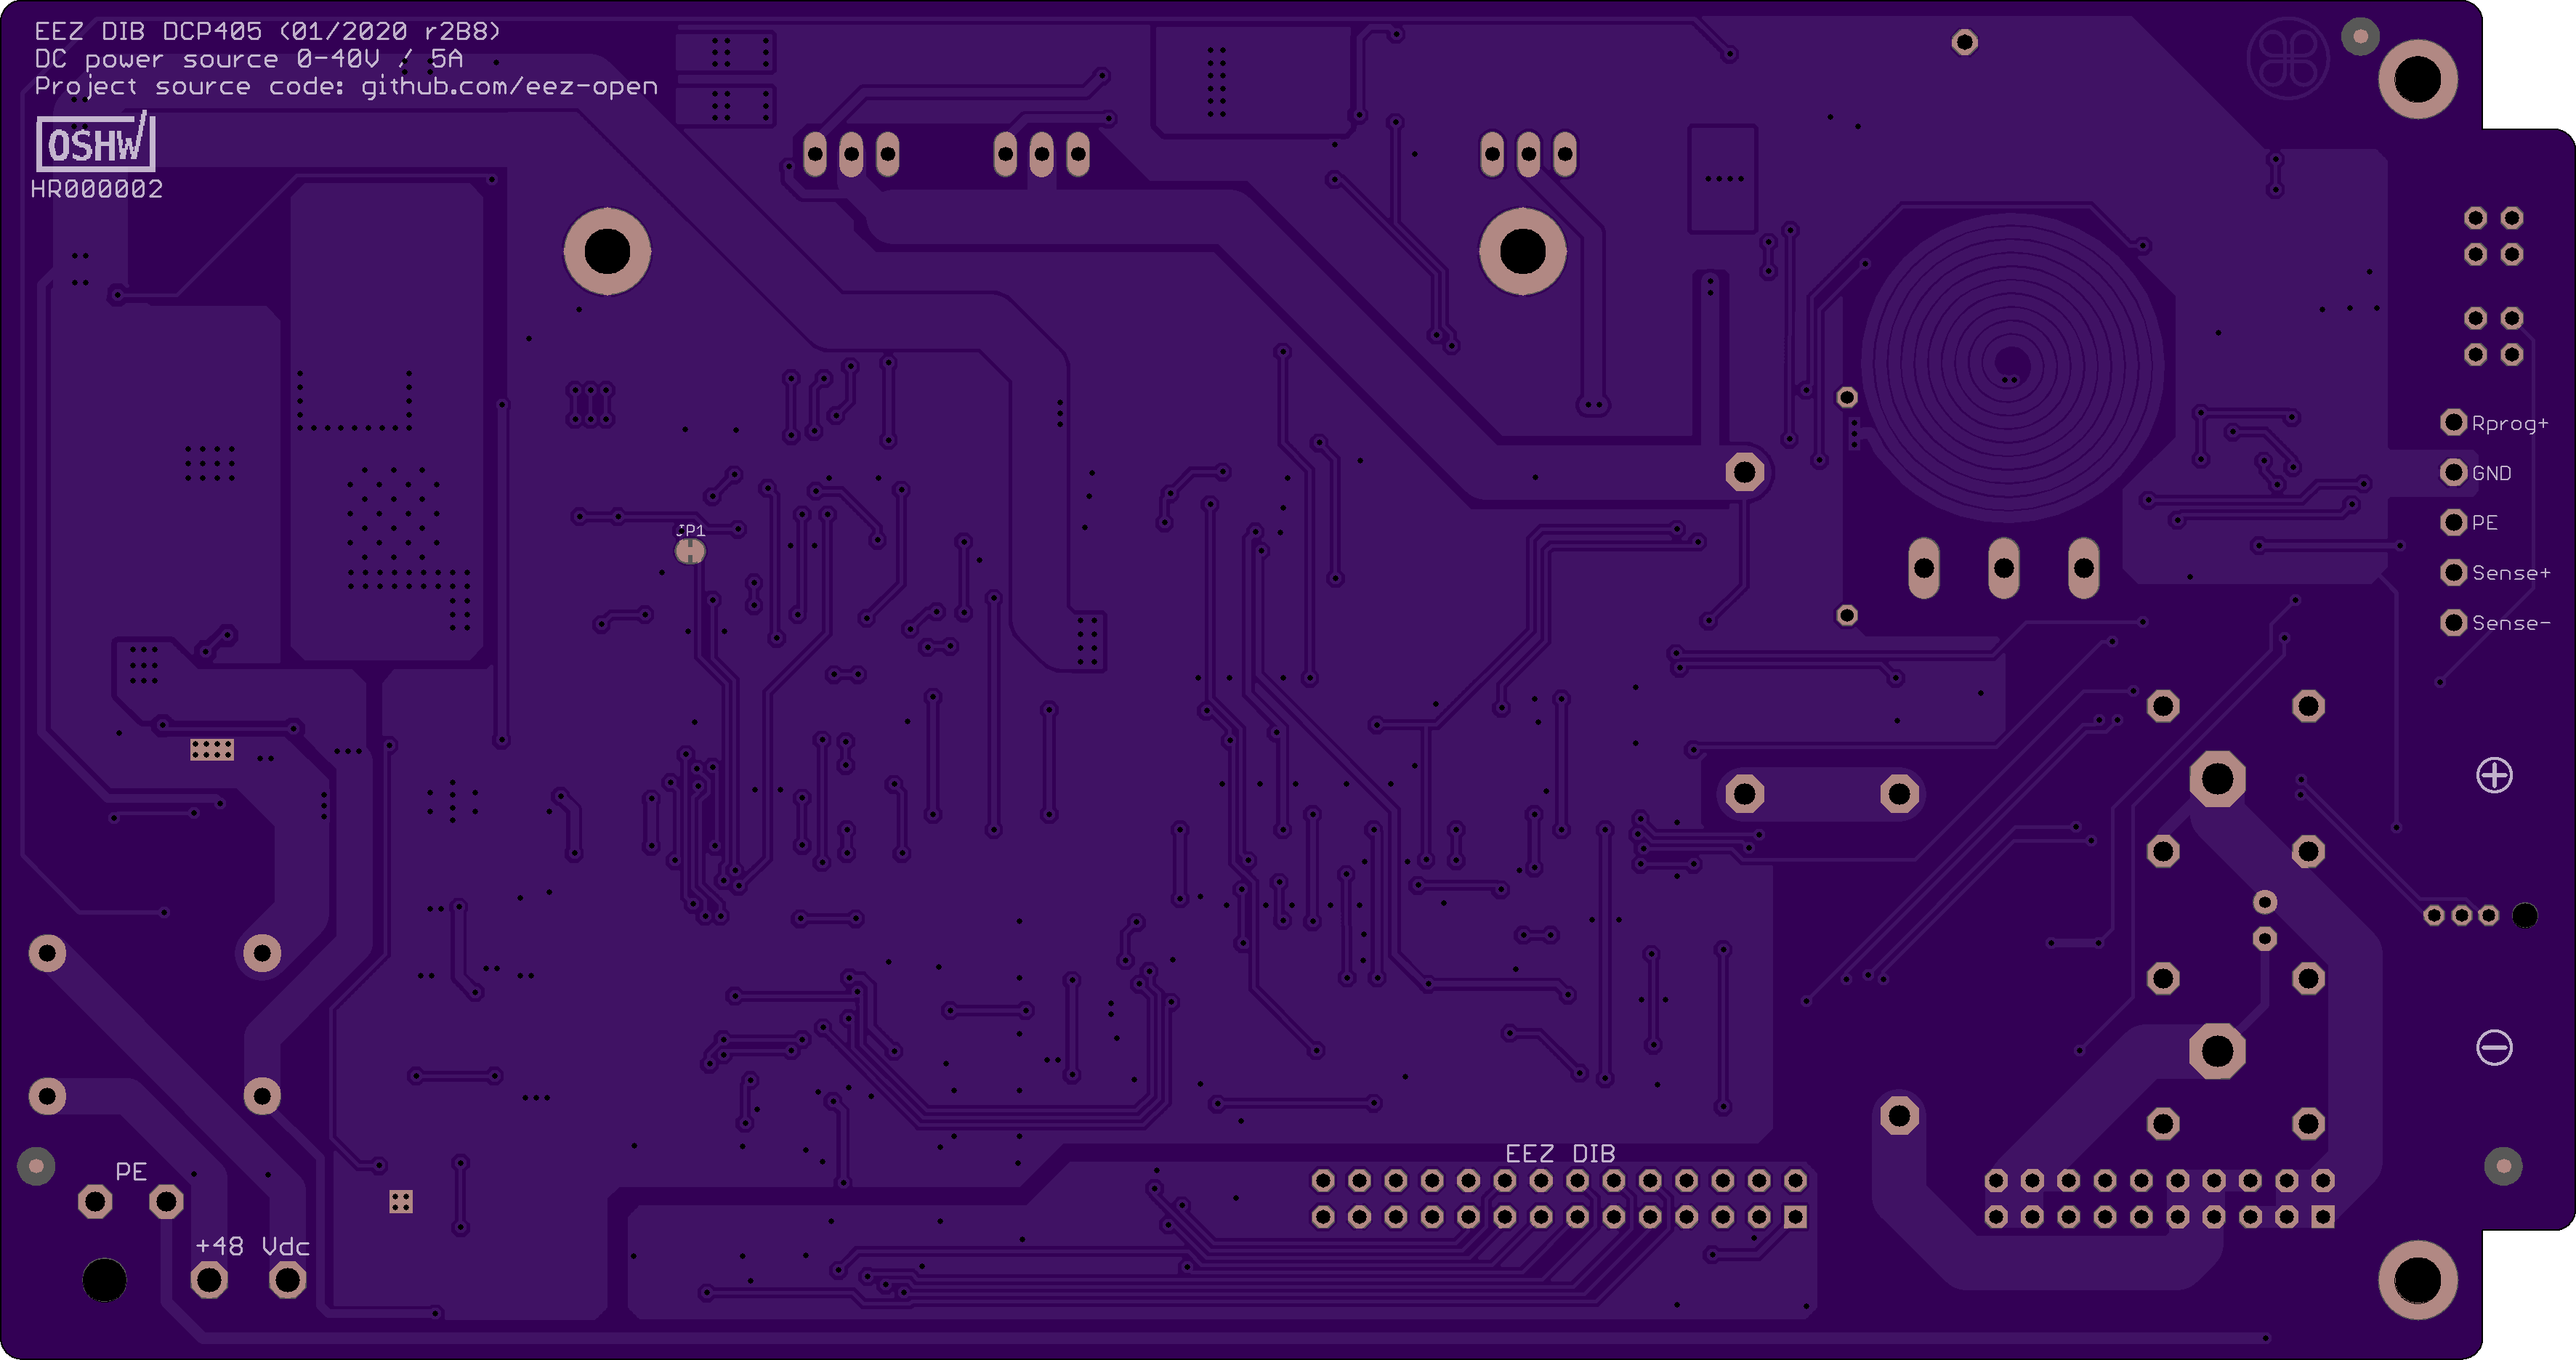 EEZ DIB DCP405 (01/2020 r2B8)
DC power source 0-40V / 5A
Project source code: github.com/eez-open
OSHW
HR000002
JP1
Rprog+
GND
PE
Sense+
Sense-
+
-
EEZ DIB
PE
+48 Vdc